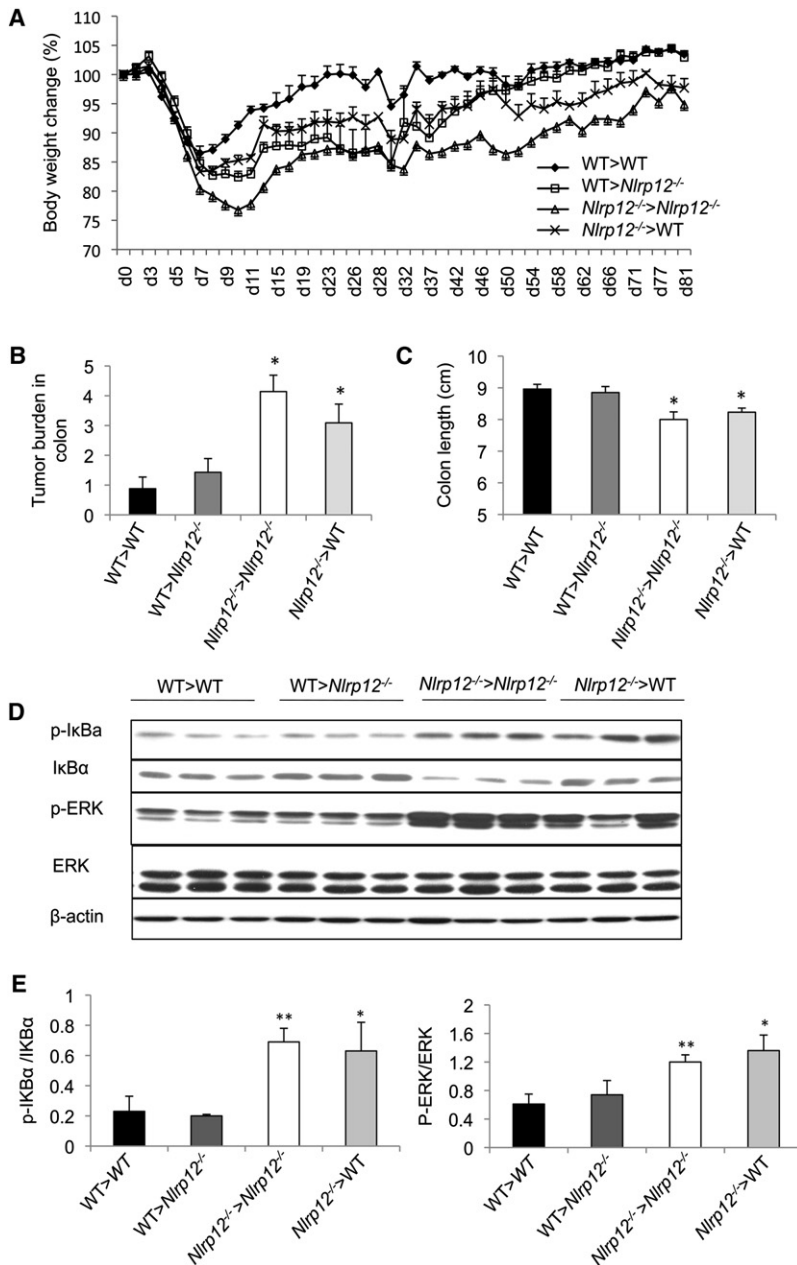 A
Body weight change (%)
110
105
100
95
90
85
80
75
70
d0
d3
d5
d7
d9
d11
d15
d19
d23
d26
d28
d32
d37
d42
d46
d50
d54
d58
d62
d66
d71
d77
d81
WT>WT
WT>Nlrp12-/-
Nlrp12-/->Nlrp12-/-
Nlrp12-/->WT
B
Tumor burden in
colon
5
4
3
2
1
0
*
*
WT>WT
WT>Nlrp12-/-
Nlrp12-/->Nlrp12-/-
Nlrp12-/->WT
C
Colon length (cm)
10
9
8
7
6
5
*
*
WT>WT
WT>Nlrp12-/-
Nlrp12-/->Nlrp12-/-
Nlrp12-/->WT
WT>WT
WT>Nlrp12-/-
Nlrp12-/->Nlrp12-/-
Nlrp12-/->WT
D
p-IκBa
IκBα
p-ERK
ERK
β-actin
E
p-IKBα /IKBα
1
0.8
0.6
0.4
0.2
0
**
*
WT>WT
WT>Nlrp12-/-
Nlrp12-/->Nlrp12-/-
Nlrp12-/->WT
P-ERK/ERK
2
1.6
1.2
0.8
0.4
0
**
*
WT>WT
WT>Nlrp12-/-
Nlrp12-/->Nlrp12-/-
Nlrp12-/->WT